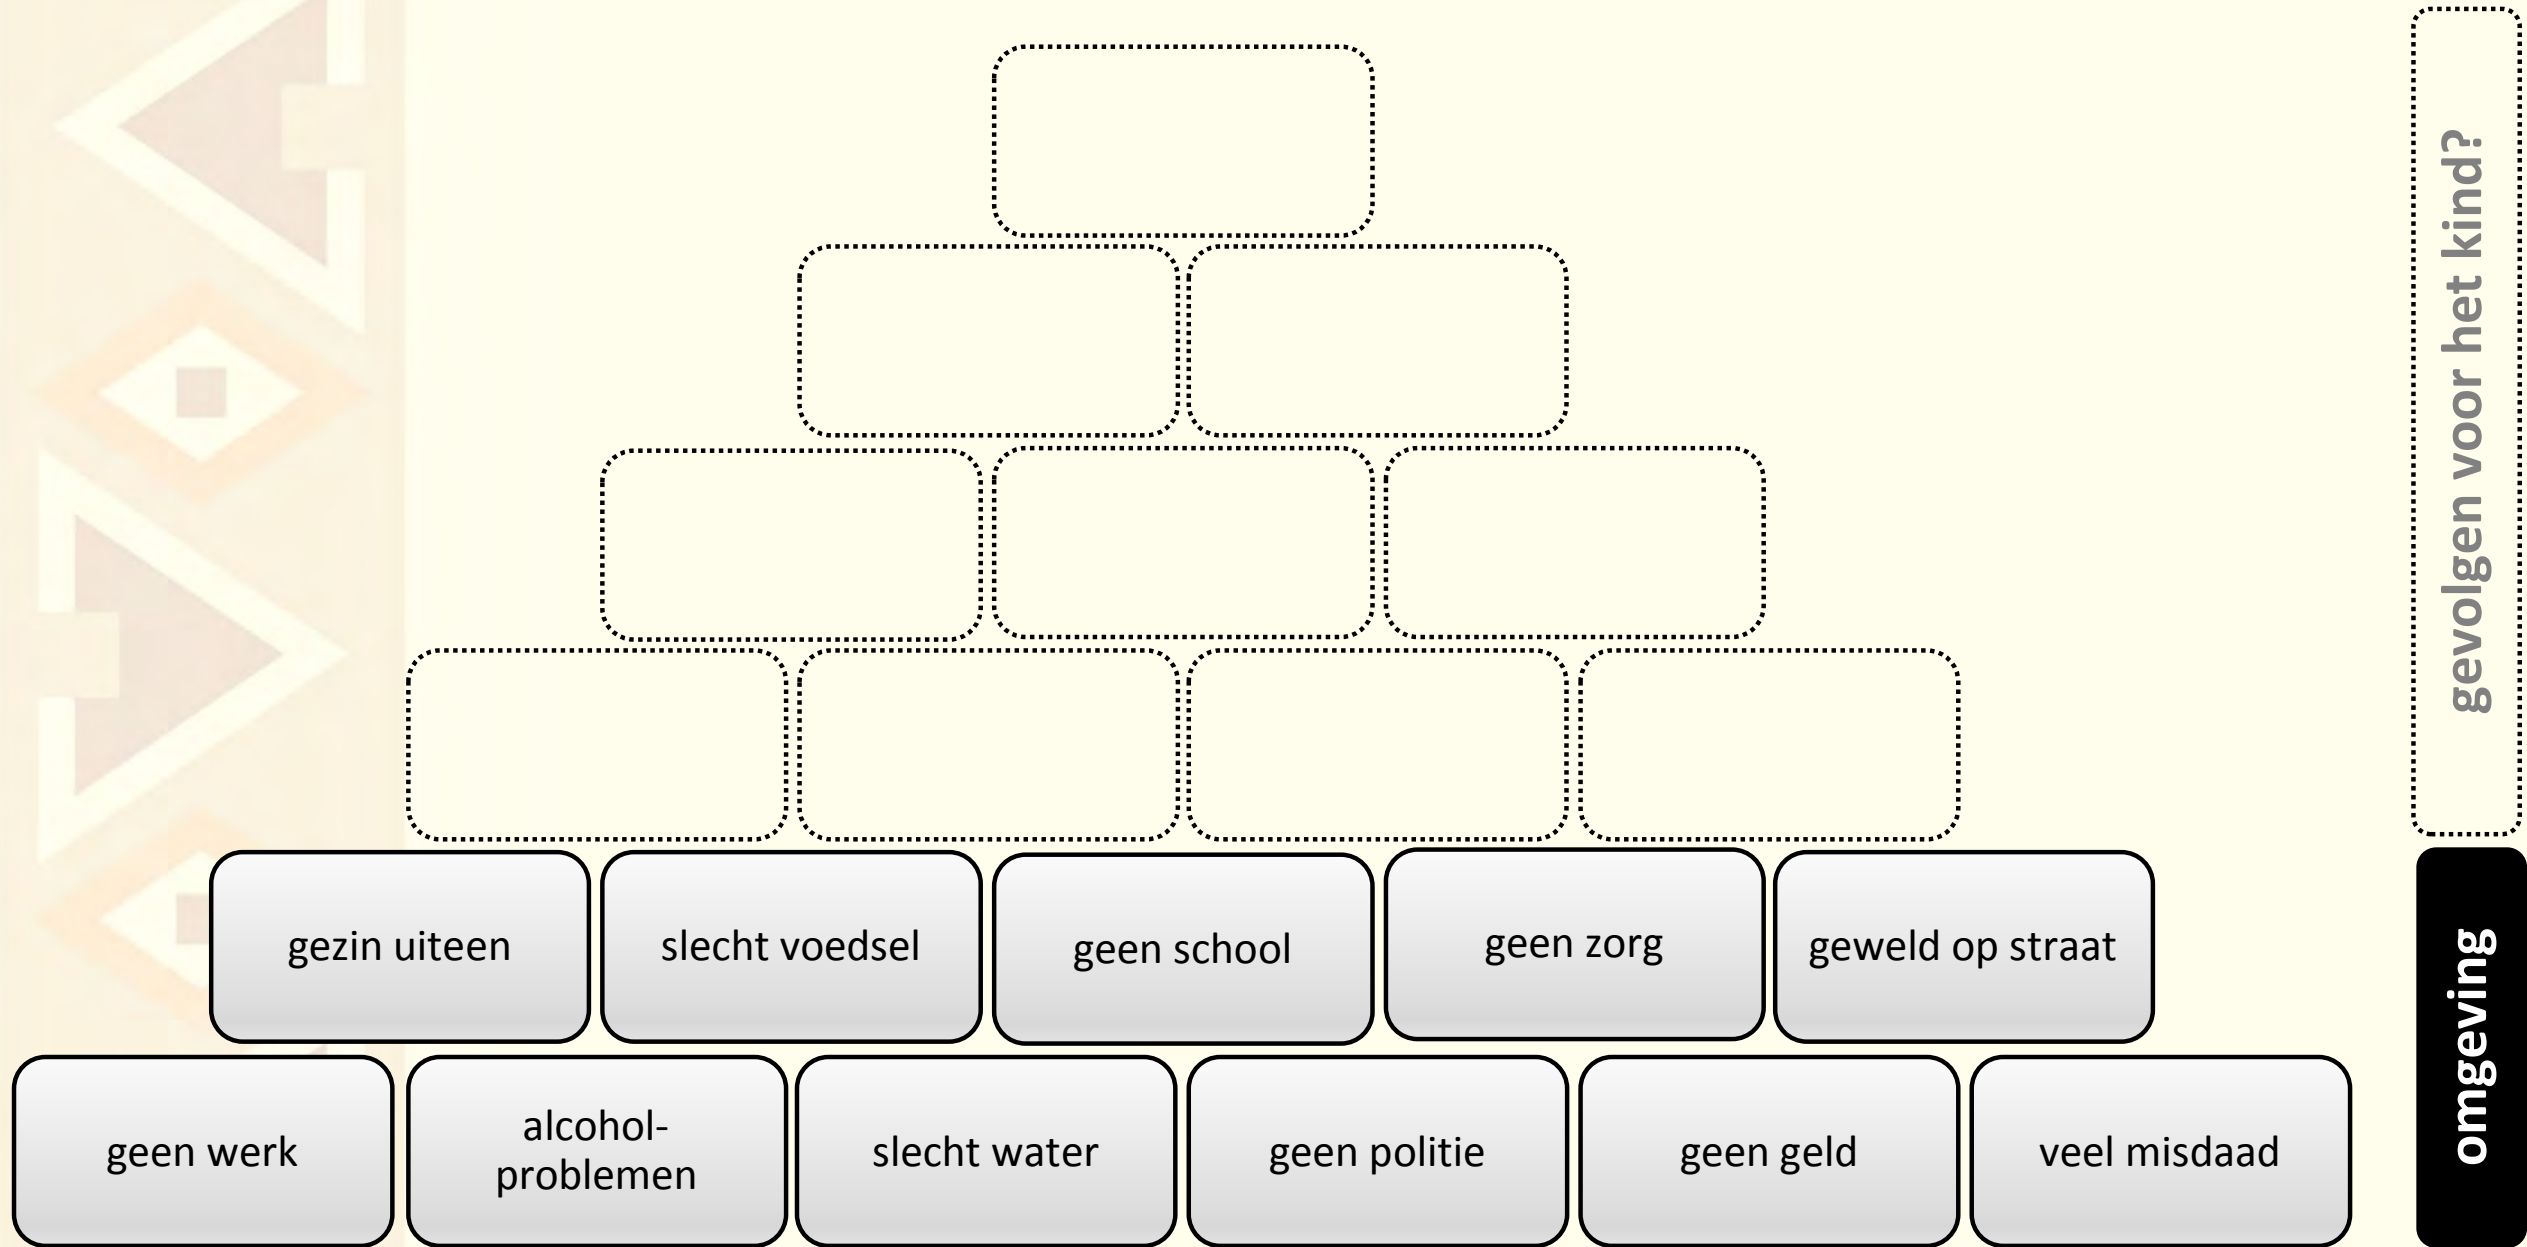 gevolgen voor het kind?
gezin uiteen
slecht voedsel
geen school
geen zorg
geweld op straat
omgeving
geen werk
alcohol-
problemen
slecht water
geen politie
geen geld
veel misdaad